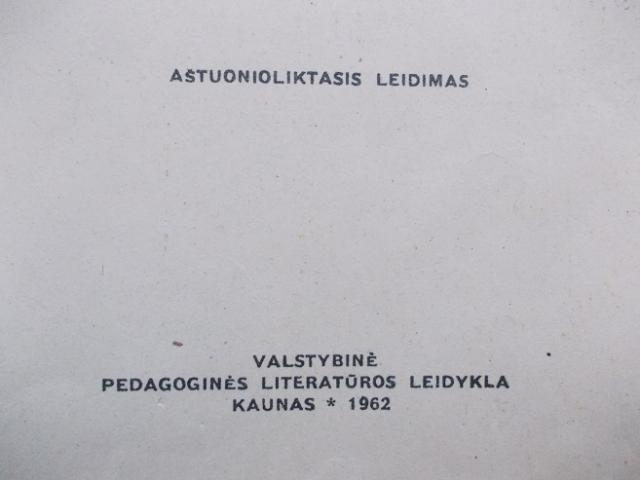 AŠTUONIOLIKTASIS LEIDIMAS
VALSTYBINĖ
PEDAGOGINĖS LITERATŪROS LEIDYKLA
KAUNAS * 1962